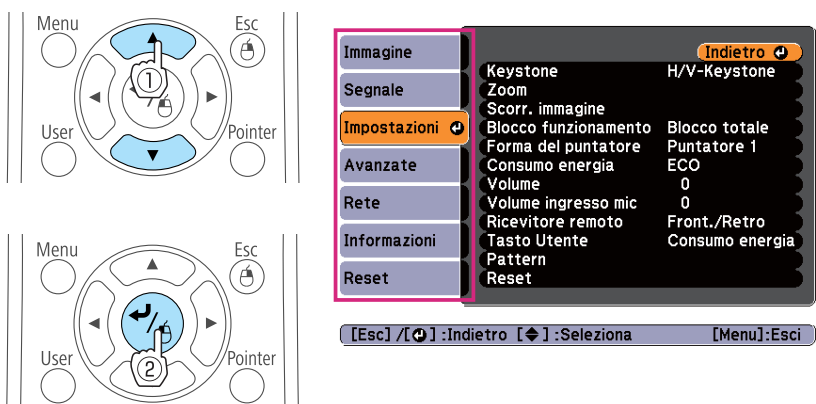 Menu
Esc
1
User
Pointer
Menu
Esc
User
Pointer
2
Immagine
Segnale
Impostazioni
Avanzate
Rete
Informazioni
Reset
Indietro
Keystone H/V-Keystone
Zoom
Scorr. immagine
Blocco funzionamento Blocco totale
Forma del puntatore Puntatore 1
Consumo energia ECO
Volume 0
Volume ingresso mic 0
Ricevitore remoto Front./Retro
Tasto Utente Consumo energia
Pattern
Reset
[Esc] /[ ] :Indietro [ ] :Seleziona [Menu]:Esci